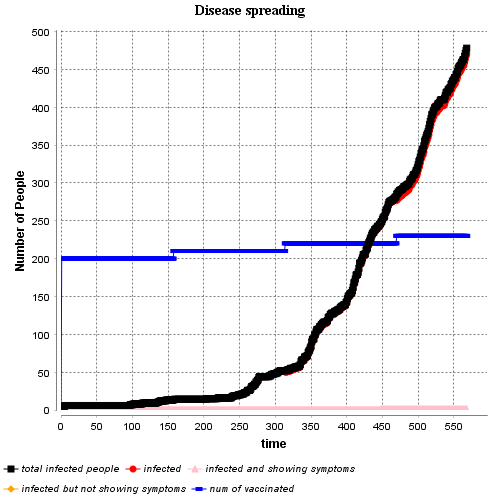 Disease spreading
Number of People
500
450
400
350
300
250
200
150
100
50
0
0 50 100 150 200 250 300 350 400 450 500 550
time
total infected people infected infected and showing symptoms
infected but not showing symptoms num of vaccinated